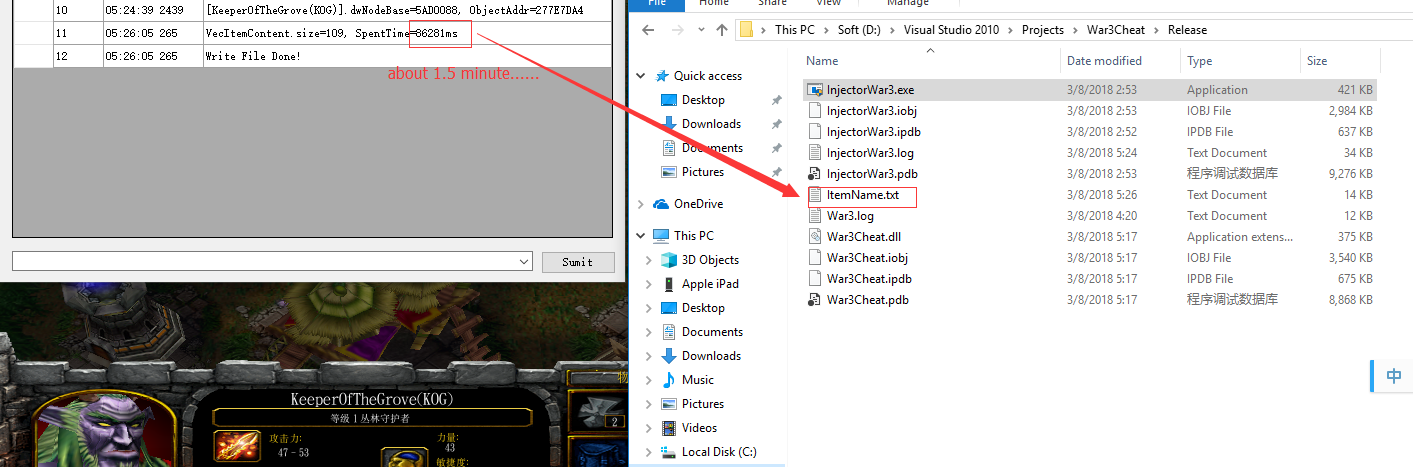 10 05:24:39 2439 [KeeperOfTheGrove(KOG)].dwNodeBase=5AD0088, ObjectAddr=277E7DA4
11 05:26:05 265 VecItemContent.size=109, SpentTime=86281ms
12 05:26:05 265 Write File Done!
about 1.5 minute......
Sumit
KeeperOfTheGrove(KOG)
等级 1 丛林守护者
攻击力:
47 - 53
力量:
43
敏捷度:
物
2
File Home Share View
This PC Soft (D:) Visual Studio 2010 Projects War3Cheat Release
Quick access
Desktop
Downloads
Documents
Pictures
OneDrive
This PC
3D Objects
Apple iPad
Desktop
Documents
Downloads
Music
Pictures
Videos
Local Disk (C:)
Name Date modified Type Size
InjectorWar3.exe 3/8/2018 2:53 Application 421 KB
InjectorWar3.iobj 3/8/2018 2:53 IOBJ File 2,984 KB
InjectorWar3.ipdb 3/8/2018 2:52 IPDB File 637 KB
InjectorWar3.log 3/8/2018 5:24 Text Document 34 KB
InjectorWar3.pdb 3/8/2018 2:53 程序调试数据库 9,276 KB
ItemName.txt 3/8/2018 5:26 Text Document 14 KB
War3.log 3/8/2018 4:20 Text Document 12 KB
War3Cheat.dll 3/8/2018 5:17 Application extens... 375 KB
War3Cheat.iobj 3/8/2018 5:17 IOBJ File 3,540 KB
War3Cheat.ipdb 3/8/2018 5:17 IPDB File 675 KB
War3Cheat.pdb 3/8/2018 5:17 程序调试数据库 8,868 KB
中